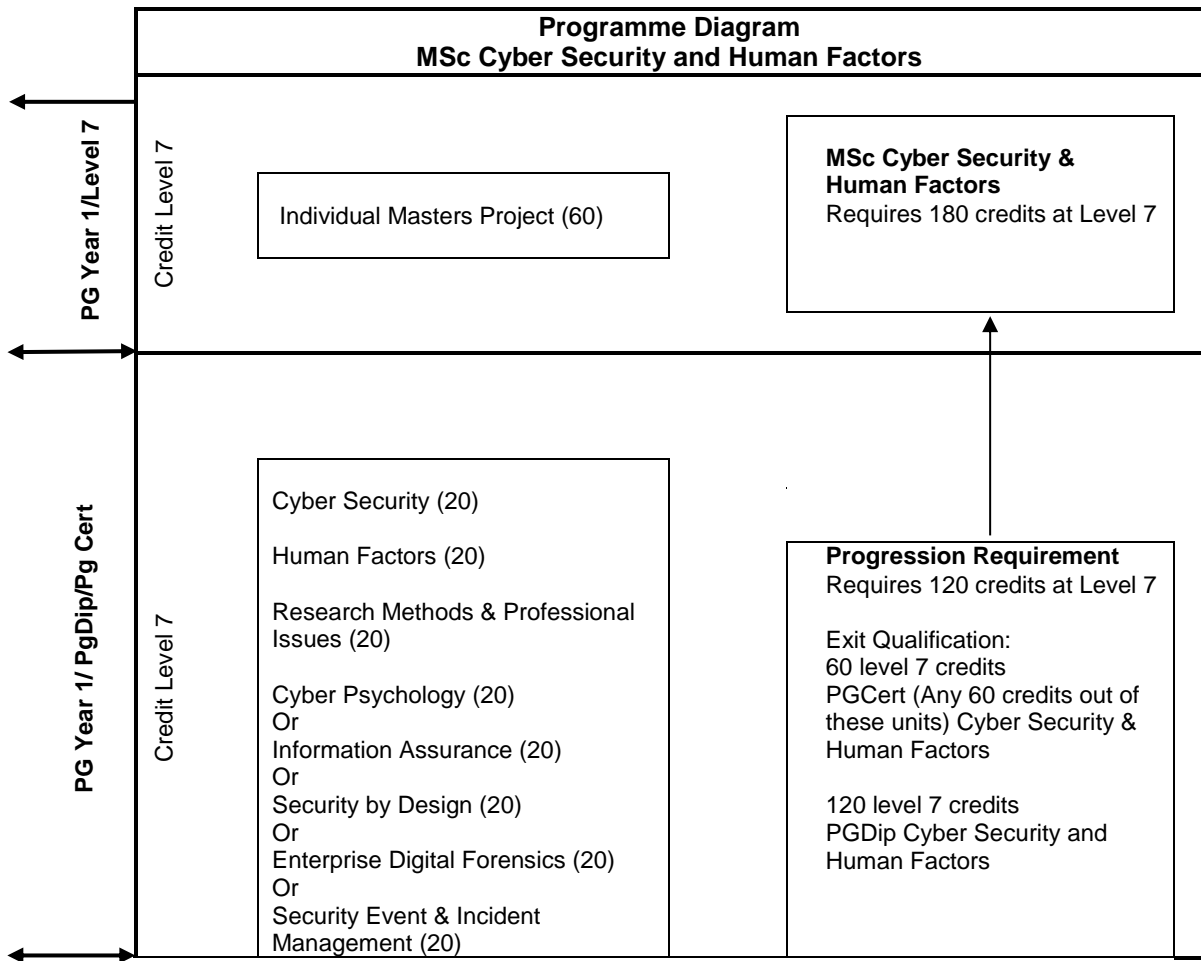 Programme Diagram
MSc Cyber Security and Human Factors
PG Year 1/Level 7
Credit Level 7
Individual Masters Project (60)
MSc Cyber Security &
Human Factors
Requires 180 credits at Level 7
PG Year 1/ PgDip/Pg Cert
Credit Level 7
Cyber Security (20)
Human Factors (20)
Research Methods & Professional
Issues (20)
Cyber Psychology (20)
Or
Information Assurance (20)
Or
Security by Design (20)
Or
Enterprise Digital Forensics (20)
Or
Security Event & Incident
Management (20)
Progression Requirement
Requires 120 credits at Level 7
Exit Qualification:
60 level 7 credits
PGCert (Any 60 credits out of
these units) Cyber Security &
Human Factors
120 level 7 credits
PGDip Cyber Security and
Human Factors